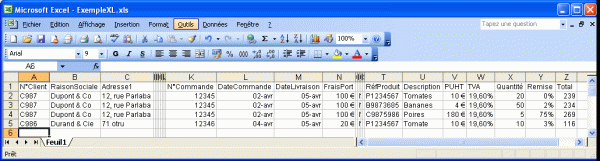 Microsoft Excel - ExempleXL.xls
Fichier Edition Affichage Insertion Format Outils Données Fenêtre ? Tapez une question
100%
Arial 9 G I S
A6 fx
A B C K L M N T U V W X Y Z
1 N°Client RaisonSociale Adresse1 N°Commande DateCommande DateLivraison FraisPort RéfProduit Description PUHT TVA Quantité Remise Total
2 C987 Dupont & Co 12, rue Parlaba 12345 02-avr 05-avr 100 € P1234567 Tomates 10 € 19,60% 20 0% 239
3 C987 Dupont & Co 12, rue Parlaba 12345 02-avr 05-avr 100 € B9873685 Bananes 4 € 19,60% 50 2% 234
4 C987 Dupont & Co 12, rue Parlaba 12345 02-avr 05-avr 100 € C9875986 Poires 180 € 19,60% 5 75% 269
5 C986 Durand & Cie 71 otru 12346 04-avr 05-avr 20 € P1234567 Tomate 10 € 19,60% 10 3% 116
6
Feuil1
Prêt